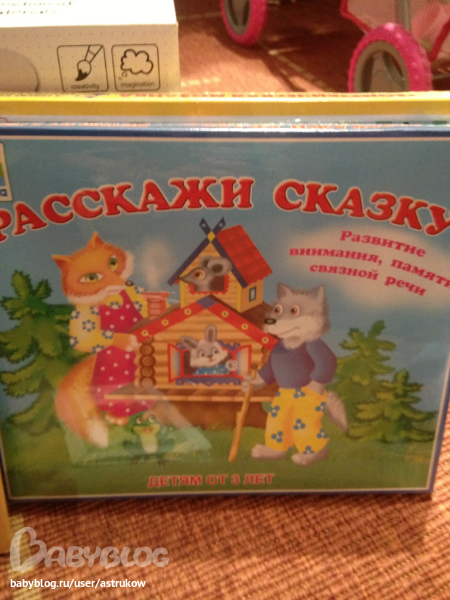 creativity
imagination
РАССКАЖИ СКАЗКУ
Развитие
внимания, памяти
связной речи
ДЕТЯМ ОТ 3 ЛЕТ
BABYBLOG
babyblog.ru/user/astrukow